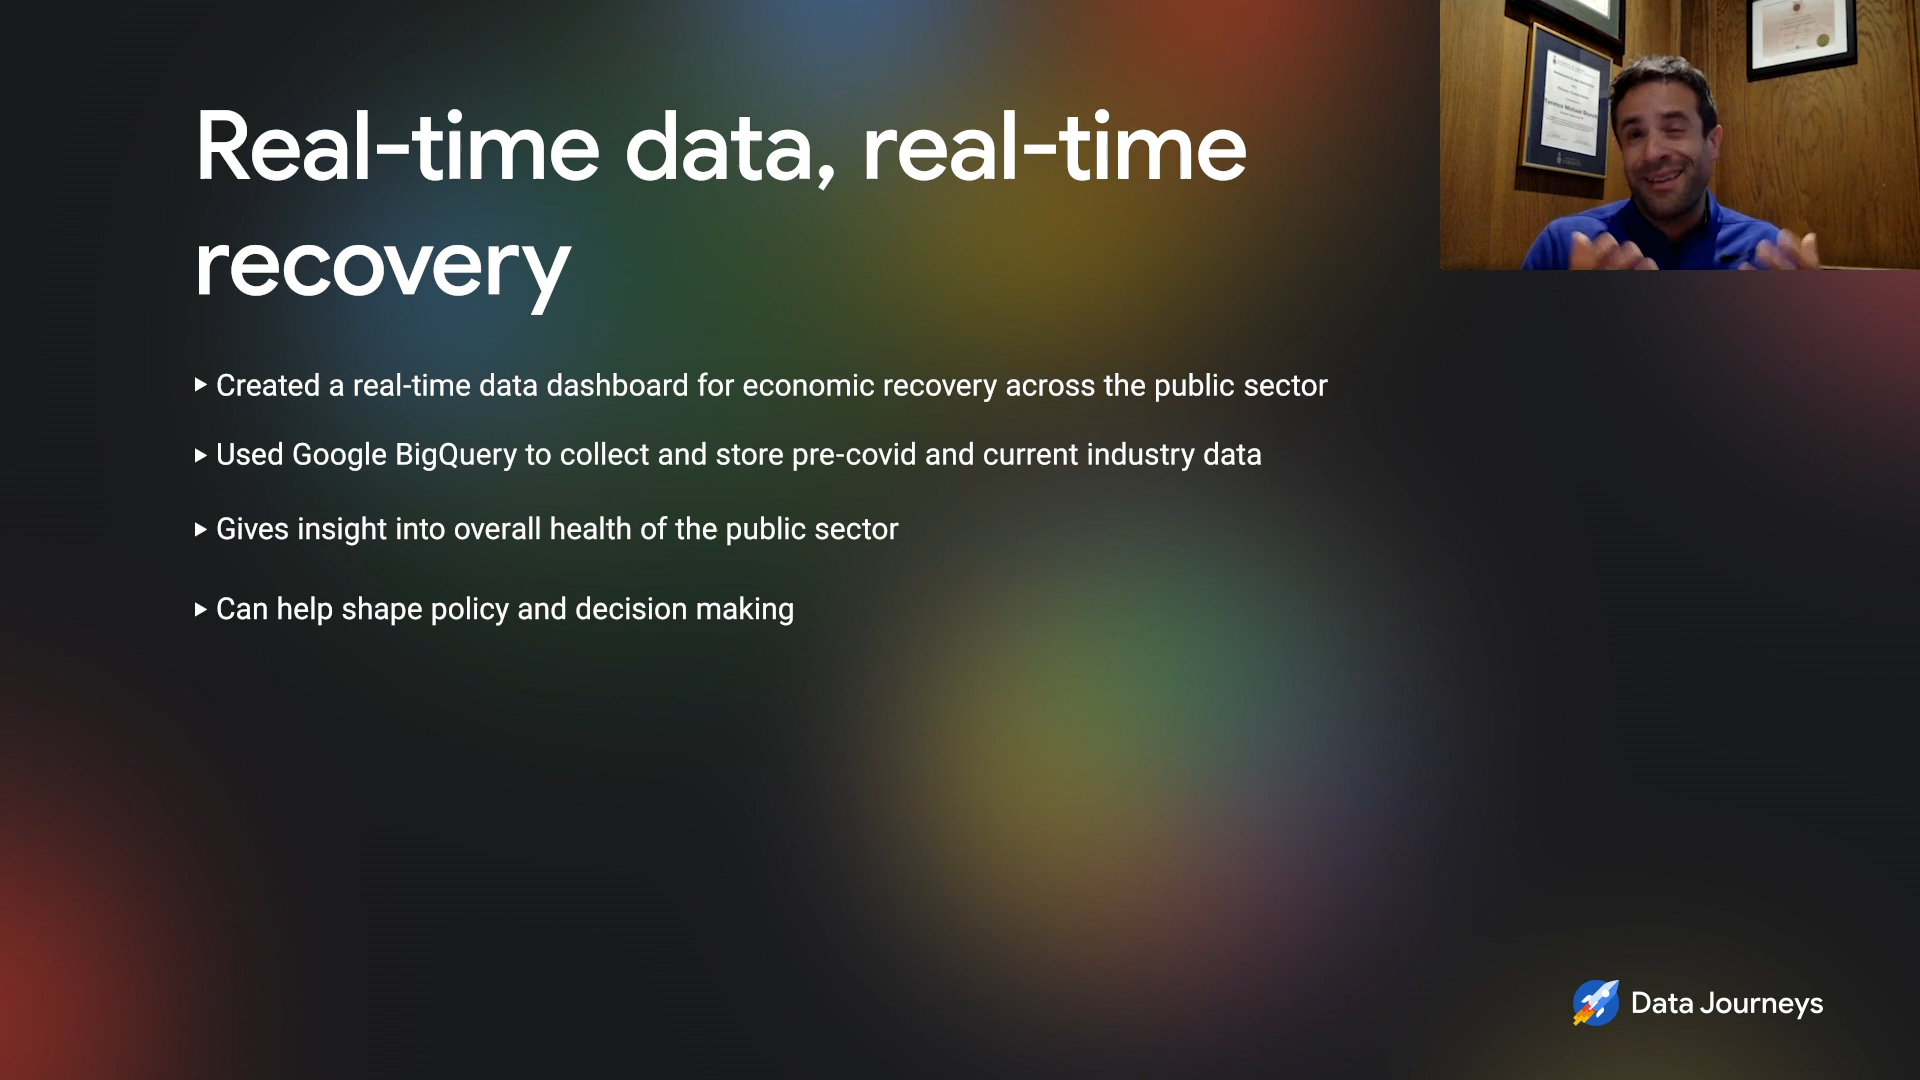 Real-time data, real-time
recovery
Created a real-time data dashboard for economic recovery across the public sector
Used Google BigQuery to collect and store pre-covid and current industry data
Gives insight into overall health of the public sector
Can help shape policy and decision making
Data Journeys